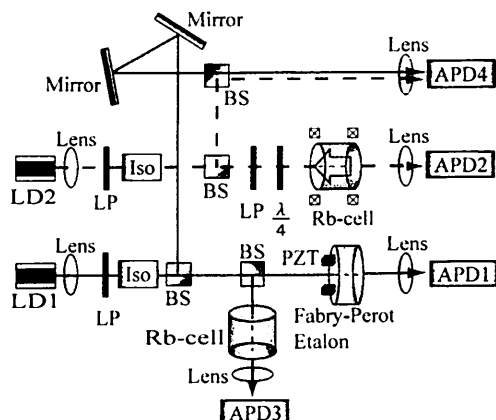 Mirror
Mirror
BS
Lens
APD4
Lens
LD2
LP
Iso
BS
LP
λ
4
Rb-cell
Lens
APD2
Lens
LD1
LP
Iso
BS
BS
PZT
Fabry-Perot
Etalon
Lens
APD1
Rb-cell
Lens
APD3